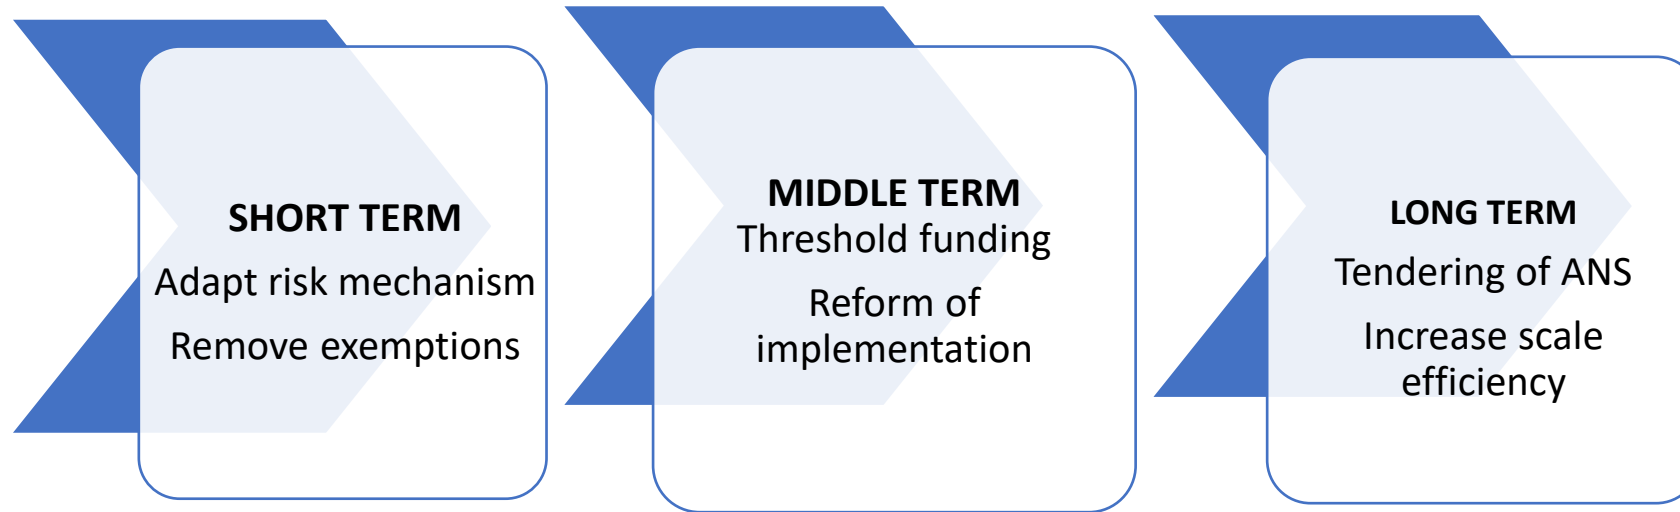 SHORT TERM
Adapt risk mechanism
Remove exemptions
MIDDLE TERM
Threshold funding
Reform of
implementation
LONG TERM
Tendering of ANS
Increase scale
efficiency